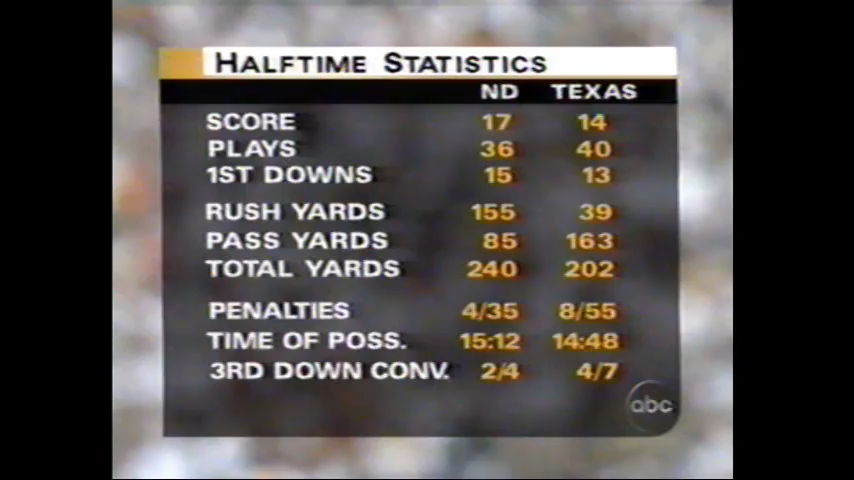 HALFTIME STATISTICS
ND TEXAS
SCORE 17 14
PLAYS 36 40
1ST DOWNS 15 13
RUSH YARDS 155 39
PASS YARDS 85 163
TOTAL YARDS 240 202
PENALTIES 4/35 8/55
TIME OF POSS. 15:12 14:48
3RD DOWN CONV. 2/4 4/7
abc